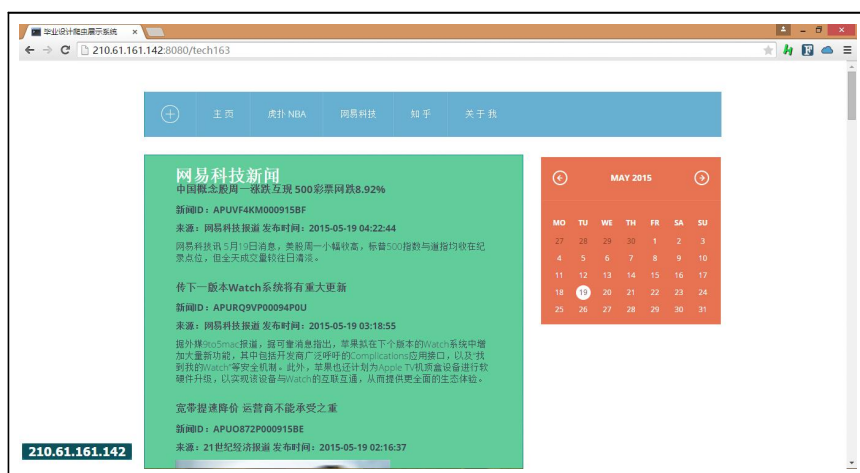 毕业设计爬虫展示系统
210.61.161.142:8080/tech163
主页 虎扑 NBA 网易科技 知乎 关于我
网易科技新闻
中国概念股周一涨跌互现 500彩票网跌8.92%
新闻ID：APUVF4KM000915BF
来源：网易科技报道 发布时间：2015-05-19 04:22:44
网易科技讯 5月19日消息，美股周一小幅收高，标普500指数与道指均收在纪
录点位，但全天成交量较往日清淡。
传下一版本Watch系统将有重大更新
新闻ID：APURQ9VP00094P0U
来源：网易科技报道 发布时间：2015-05-19 03:18:55
据外媒9to5mac报道，据可靠消息指出，苹果拟在下个版本的Watch系统中增
加大量新功能，其中包括开发商广泛呼吁的Complications应用接口，以及“找
到我的Watch”等安全机制。此外，苹果也还计划为Apple TV机顶盒设备进行软
硬件升级，以实现该设备与Watch的互联互通，从而提供更全面的生态体验。
宽带提速降价 运营商不能承受之重
新闻ID：APUO872P000915BE
来源：21世纪经济报道 发布时间：2015-05-19 02:16:37
MAY 2015
MO TU WE TH FR SA SU
27 28 29 30 1 2 3
4 5 6 7 8 9 10
11 12 13 14 15 16 17
18 19 20 21 22 23 24
25 26 27 28 29 30 31
210.61.161.142